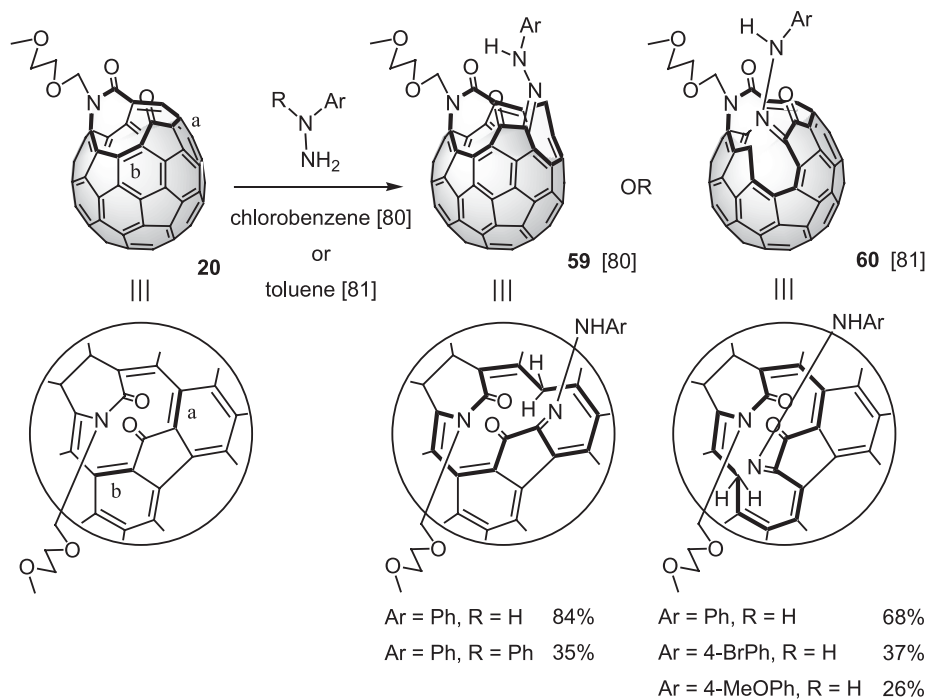 O
O
N
O
O
a
b
20
R
Ar
N
NH2
chlorobenzene [80]
or
toluene [81]
O
O
N
O
O
H
N
Ar
N
59 [80]
OR
O
O
N
O
O
H
N
Ar
N
60 [81]
|||
|||
|||
O
N
O
a
b
O
O
NHAr
H
H
O
N
O
N
O
O
NHAr
O
N
O
N
H H
O
O
Ar = Ph, R = H 84%
Ar = Ph, R = Ph 35%
Ar = Ph, R = H 68%
Ar = 4-BrPh, R = H 37%
Ar = 4-MeOPh, R = H 26%